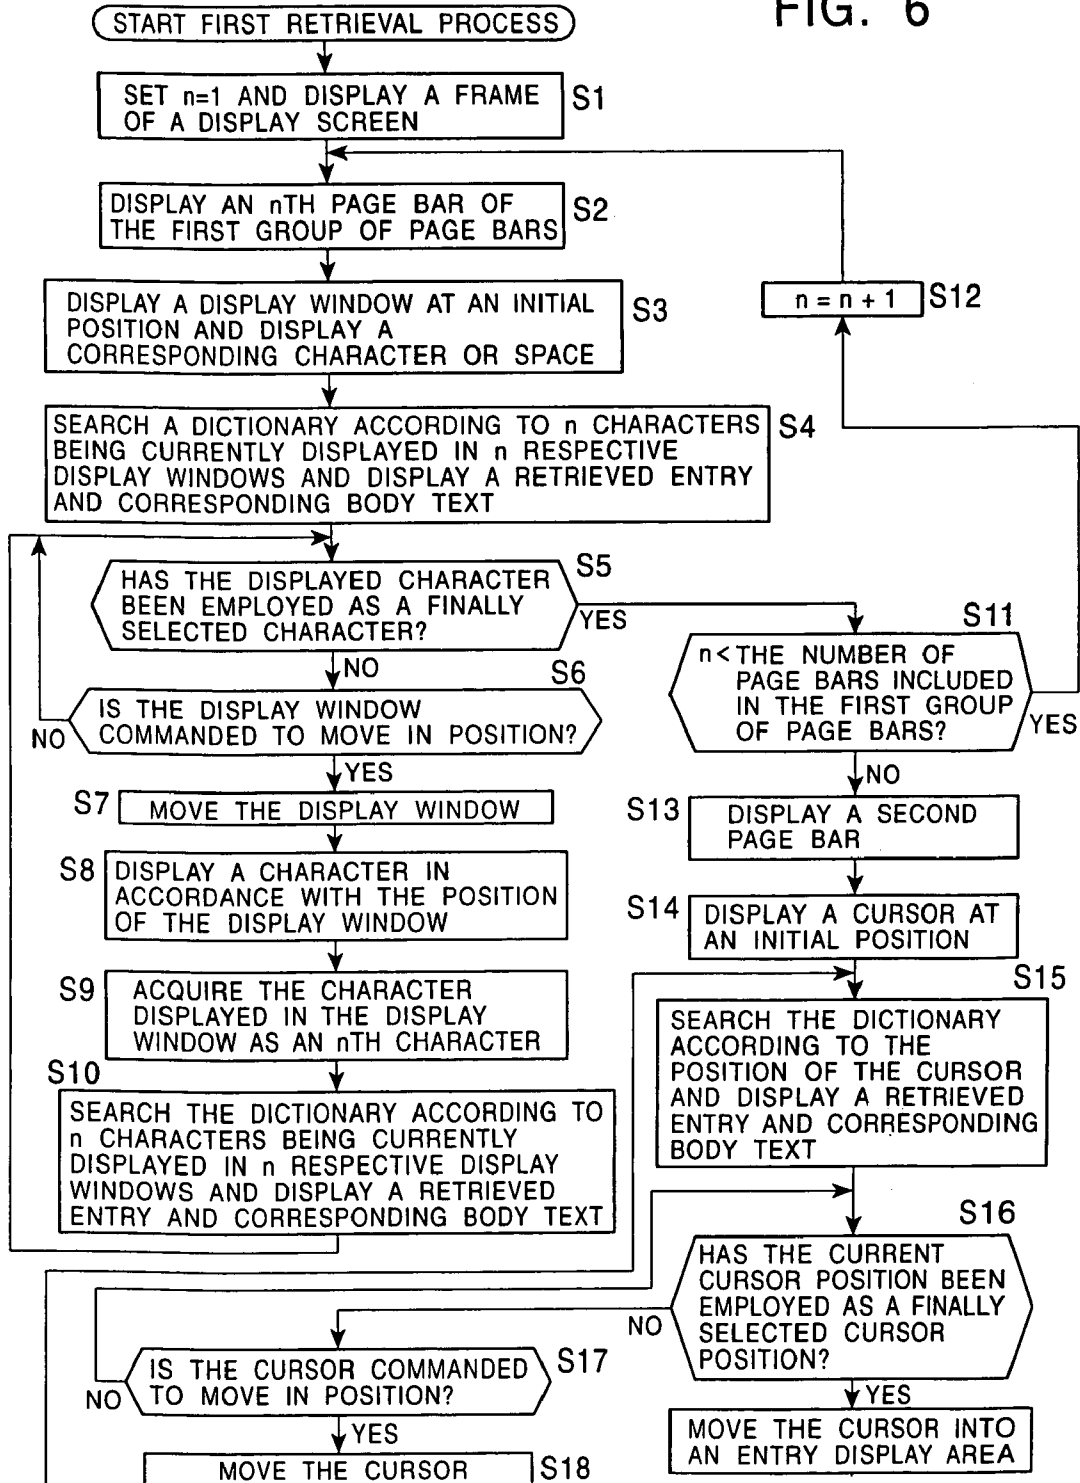 FIG. 6
START FIRST RETRIEVAL PROCESS
SET n=1 AND DISPLAY A FRAME
OF A DISPLAY SCREEN
S1
DISPLAY AN nTH PAGE BAR OF
THE FIRST GROUP OF PAGE BARS
S2
DISPLAY A DISPLAY WINDOW AT AN INITIAL
POSITION AND DISPLAY A
CORRESPONDING CHARACTER OR SPACE
S3
n = n + 1
S12
SEARCH A DICTIONARY ACCORDING TO n CHARACTERS
BEING CURRENTLY DISPLAYED IN n RESPECTIVE
DISPLAY WINDOWS AND DISPLAY A RETRIEVED ENTRY
AND CORRESPONDING BODY TEXT
S4
HAS THE DISPLAYED CHARACTER
BEEN EMPLOYED AS A FINALLY
SELECTED CHARACTER?
S5
YES
NO
S6
IS THE DISPLAY WINDOW
COMMANDED TO MOVE IN POSITION?
NO
YES
S7
MOVE THE DISPLAY WINDOW
S8
DISPLAY A CHARACTER IN
ACCORDANCE WITH THE POSITION
OF THE DISPLAY WINDOW
S9
ACQUIRE THE CHARACTER
DISPLAYED IN THE DISPLAY
WINDOW AS AN nTH CHARACTER
S10
SEARCH THE DICTIONARY ACCORDING TO
n CHARACTERS BEING CURRENTLY
DISPLAYED IN n RESPECTIVE DISPLAY
WINDOWS AND DISPLAY A RETRIEVED
ENTRY AND CORRESPONDING BODY TEXT
S11
n< THE NUMBER OF
PAGE BARS INCLUDED
IN THE FIRST GROUP
OF PAGE BARS?
YES
NO
S13
DISPLAY A SECOND
PAGE BAR
S14
DISPLAY A CURSOR AT
AN INITIAL POSITION
S15
SEARCH THE DICTIONARY
ACCORDING TO THE
POSITION OF THE CURSOR
AND DISPLAY A RETRIEVED
ENTRY AND CORRESPONDING
BODY TEXT
S16
HAS THE CURRENT
CURSOR POSITION BEEN
EMPLOYED AS A FINALLY
SELECTED CURSOR
POSITION?
NO
YES
S17
IS THE CURSOR COMMANDED
TO MOVE IN POSITION?
NO
YES
MOVE THE CURSOR
S18
MOVE THE CURSOR INTO
AN ENTRY DISPLAY AREA